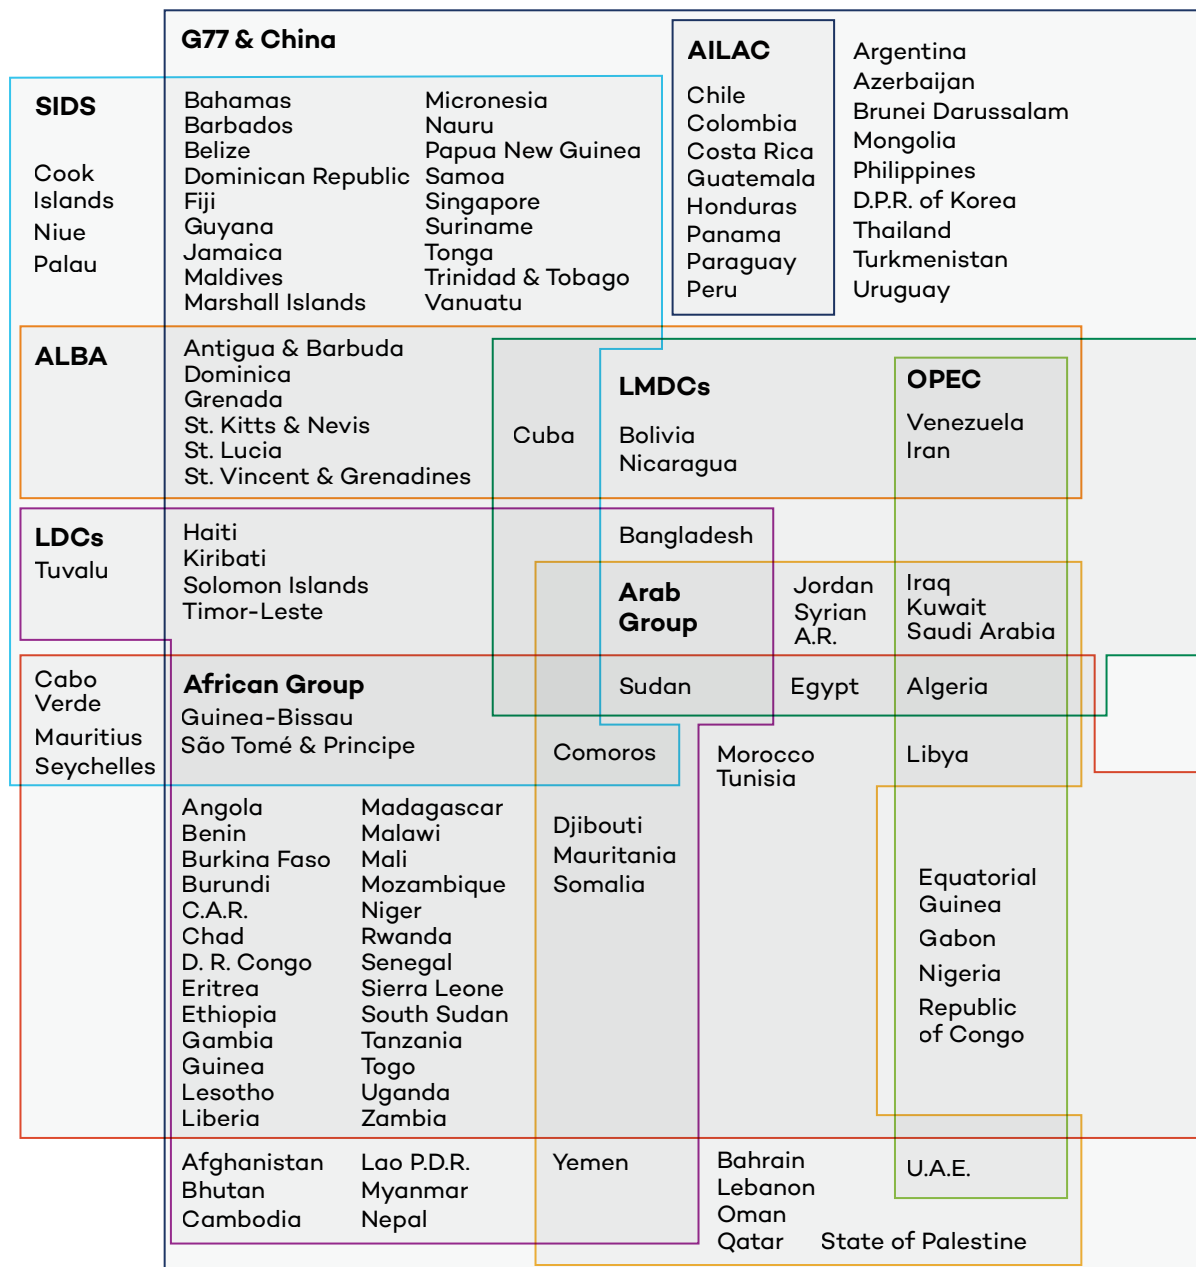 G77 & China
SIDS
Cook
Islands
Niue
Palau
Bahamas
Barbados
Belize
Dominican Republic
Fiji
Guyana
Jamaica
Maldives
Marshall Islands
Micronesia
Nauru
Papua New Guinea
Samoa
Singapore
Suriname
Tonga
Trinidad & Tobago
Vanuatu
AILAC
Chile
Colombia
Costa Rica
Guatemala
Honduras
Panama
Paraguay
Peru
Argentina
Azerbaijan
Brunei Darussalam
Mongolia
Philippines
D.P.R. of Korea
Thailand
Turkmenistan
Uruguay
ALBA
Antigua & Barbuda
Dominica
Grenada
St. Kitts & Nevis
St. Lucia
St. Vincent & Grenadines
Cuba
LMDCs
Bolivia
Nicaragua
OPEC
Venezuela
Iran
LDCs
Tuvalu
Haiti
Kiribati
Solomon Islands
Timor-Leste
Bangladesh
Arab
Group
Jordan
Syrian
A.R.
Iraq
Kuwait
Saudi Arabia
Cabo
Verde
Mauritius
Seychelles
African Group
Guinea-Bissau
São Tomé & Principe
Sudan
Egypt
Algeria
Comoros
Morocco
Tunisia
Libya
Angola
Benin
Burkina Faso
Burundi
C.A.R.
Chad
D. R. Congo
Eritrea
Ethiopia
Gambia
Guinea
Lesotho
Liberia
Madagascar
Malawi
Mali
Mozambique
Niger
Rwanda
Senegal
Sierra Leone
South Sudan
Tanzania
Togo
Uganda
Zambia
Djibouti
Mauritania
Somalia
Equatorial
Guinea
Gabon
Nigeria
Republic
of Congo
Afghanistan
Bhutan
Cambodia
Lao P.D.R.
Myanmar
Nepal
Yemen
Bahrain
Lebanon
Oman
Qatar
State of Palestine
U.A.E.